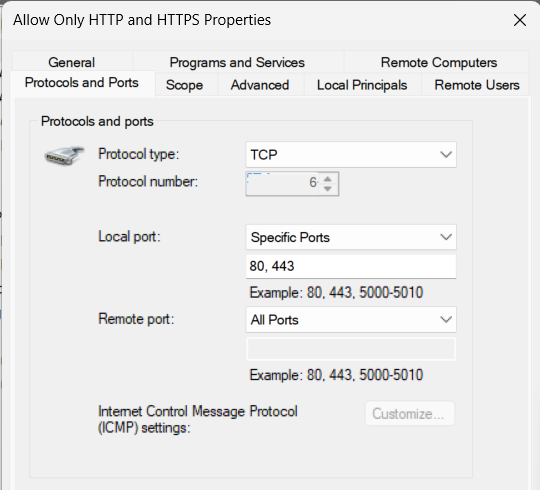 Allow Only HTTP and HTTPS Properties
General Programs and Services Remote Computers
Protocols and Ports Scope Advanced Local Principals Remote Users
Protocols and ports
Protocol type: TCP
Protocol number: 6
Local port: Specific Ports
80, 443
Example: 80, 443, 5000-5010
Remote port: All Ports
Example: 80, 443, 5000-5010
Internet Control Message Protocol
(ICMP) settings:
Customize...